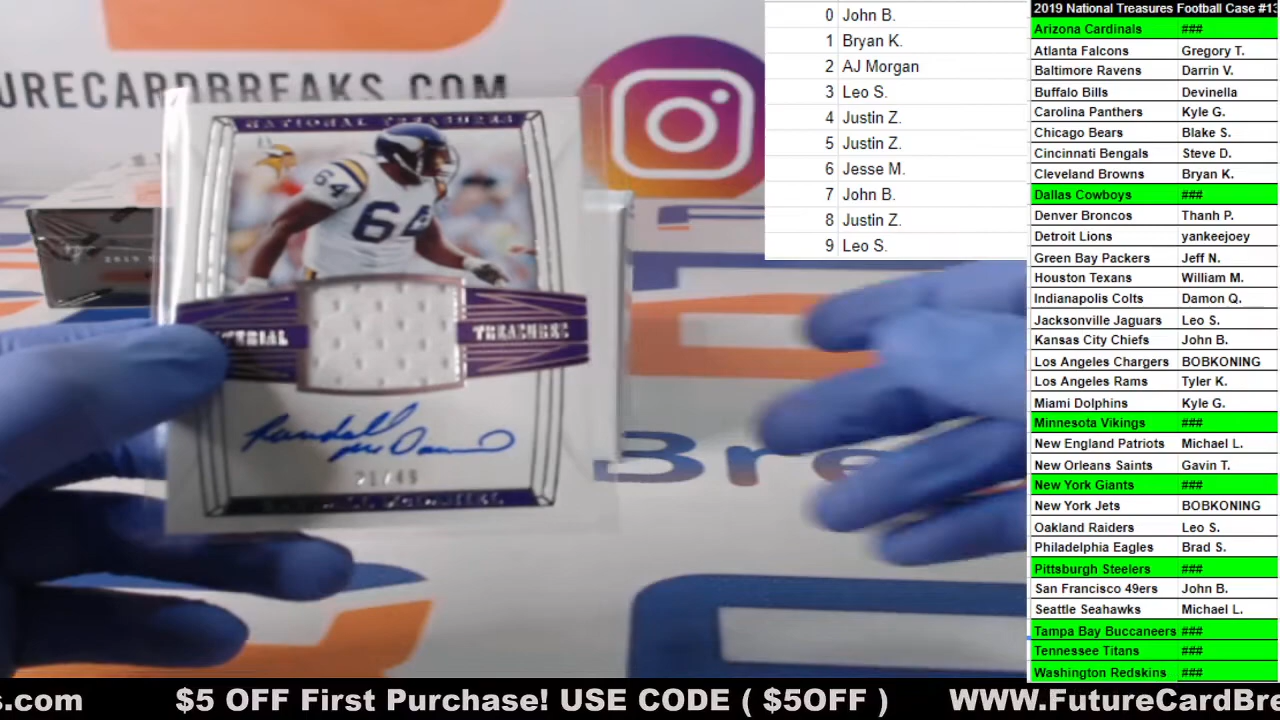 URECARDBREAKS.COM
NATIONAL TREASURES
64
64
TREASURES
Bre
0 John B.
1 Bryan K.
2 AJ Morgan
3 Leo S.
4 Justin Z.
5 Justin Z.
6 Jesse M.
7 John B.
8 Justin Z.
9 Leo S.
2019 National Treasures Football Case #13
Arizona Cardinals ###
Atlanta Falcons Gregory T.
Baltimore Ravens Darrin V.
Buffalo Bills Devinella
Carolina Panthers Kyle G.
Chicago Bears Blake S.
Cincinnati Bengals Steve D.
Cleveland Browns Bryan K.
Dallas Cowboys ###
Denver Broncos Thanh P.
Detroit Lions yankeejoey
Green Bay Packers Jeff N.
Houston Texans William M.
Indianapolis Colts Damon Q.
Jacksonville Jaguars Leo S.
Kansas City Chiefs John B.
Los Angeles Chargers BOBKONING
Los Angeles Rams Tyler K.
Miami Dolphins Kyle G.
Minnesota Vikings ###
New England Patriots Michael L.
New Orleans Saints Gavin T.
New York Giants ###
New York Jets BOBKONING
Oakland Raiders Leo S.
Philadelphia Eagles Brad S.
Pittsburgh Steelers ###
San Francisco 49ers John B.
Seattle Seahawks Michael L.
Tampa Bay Buccaneers ###
Tennessee Titans ###
Washington Redskins ###
s.com $5 OFF First Purchase! USE CODE ( $5OFF ) WWW.FutureCardBre